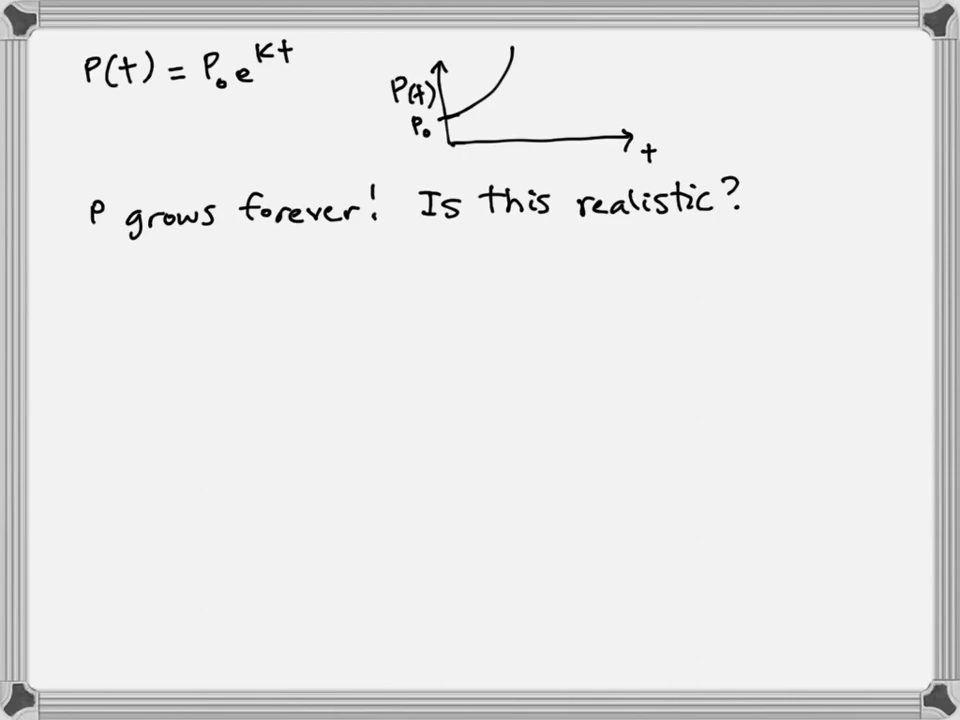 P(t) = P₀e^kt
P(t)
P₀
t
P grows forever! Is this realistic?